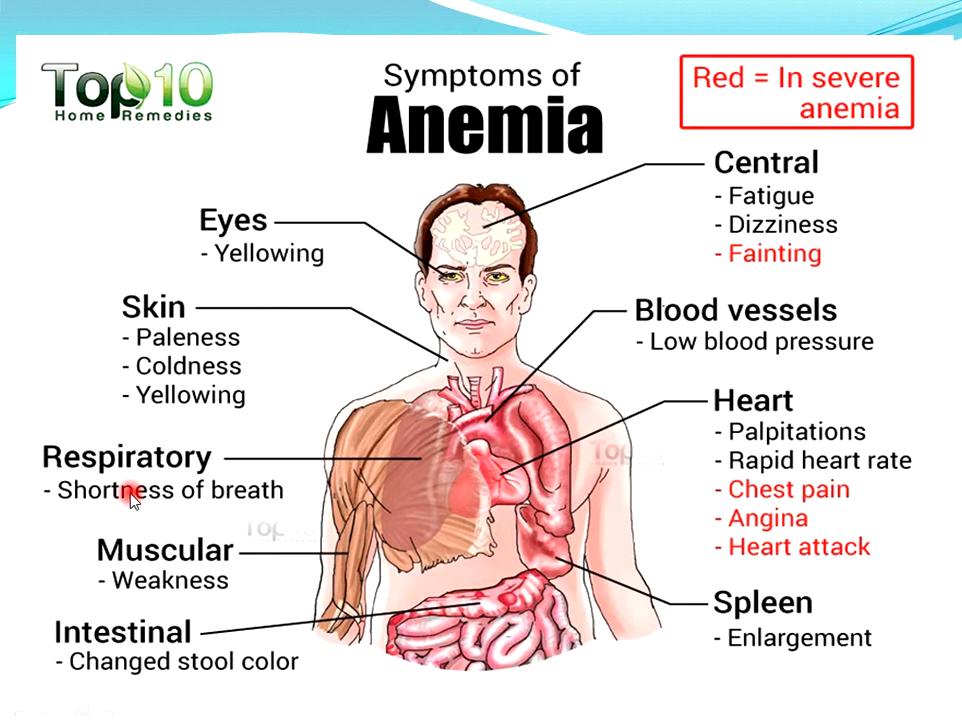 Top10
Home Remedies
Symptoms of
Anemia
Red = In severe
anemia
Central
- Fatigue
- Dizziness
- Fainting
Eyes
- Yellowing
Skin
- Paleness
- Coldness
- Yellowing
Blood vessels
- Low blood pressure
Heart
- Palpitations
- Rapid heart rate
- Chest pain
- Angina
- Heart attack
Respiratory
- Shortness of breath
Top
Top
Muscular
- Weakness
Spleen
- Enlargement
Intestinal
- Changed stool color